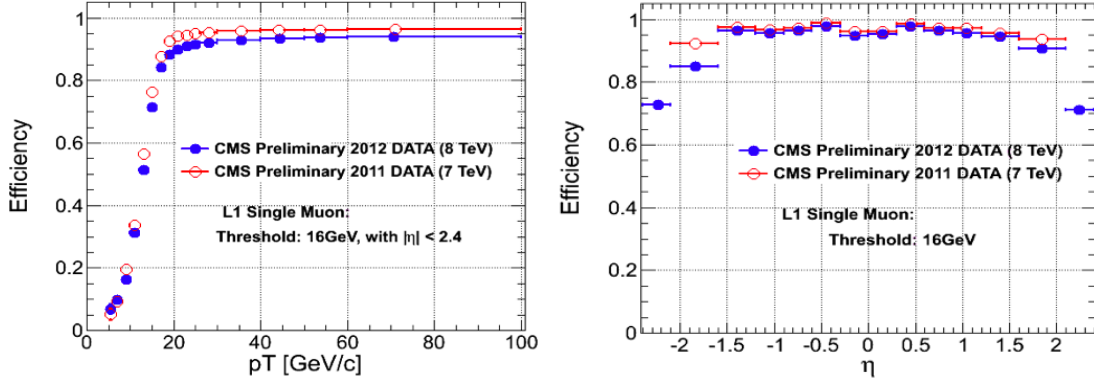 1
0.8
0.6
0.4
0.2
0
Efficiency
CMS Preliminary 2012 DATA (8 TeV)
CMS Preliminary 2011 DATA (7 TeV)
L1 Single Muon:
Threshold: 16GeV, with |η| < 2.4
0 20 40 60 80 100
pT [GeV/c]
1
0.8
0.6
0.4
0.2
0
Efficiency
CMS Preliminary 2012 DATA (8 TeV)
CMS Preliminary 2011 DATA (7 TeV)
L1 Single Muon:
Threshold: 16GeV
-2 -1.5 -1 -0.5 0 0.5 1 1.5 2
η